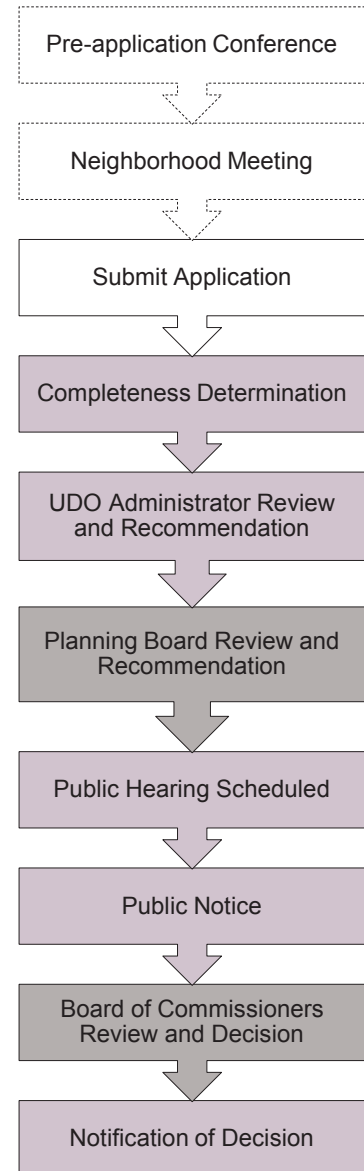 Pre-application Conference
Neighborhood Meeting
Submit Application
Completeness Determination
UDO Administrator Review
and Recommendation
Planning Board Review and
Recommendation
Public Hearing Scheduled
Public Notice
Board of Commissioners
Review and Decision
Notification of Decision